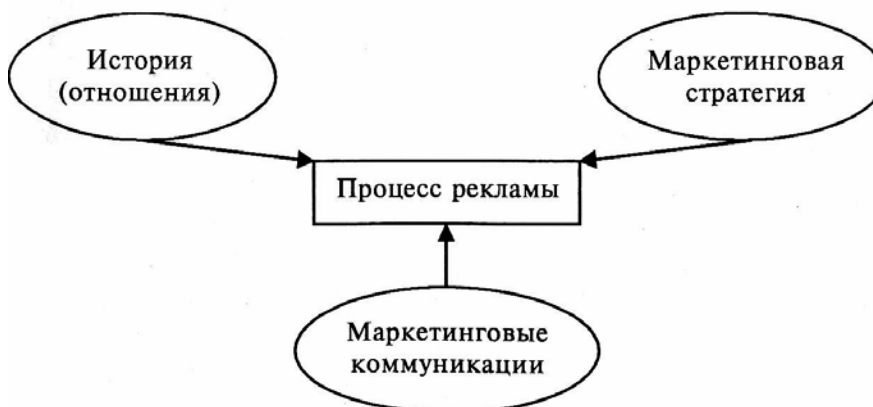 История
(отношения)
Маркетинговая
стратегия
Процесс рекламы
Маркетинговые
коммуникации